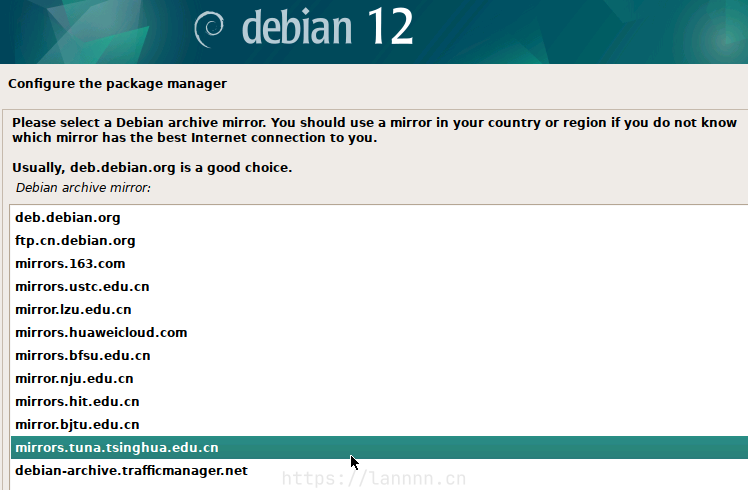 debian 12
Configure the package manager
Please select a Debian archive mirror. You should use a mirror in your country or region if you do not know
which mirror has the best Internet connection to you.
Usually, deb.debian.org is a good choice.
Debian archive mirror:
deb.debian.org
ftp.cn.debian.org
mirrors.163.com
mirrors.ustc.edu.cn
mirror.lzu.edu.cn
mirrors.huaweicloud.com
mirrors.bfsu.edu.cn
mirror.nju.edu.cn
mirrors.hit.edu.cn
mirror.bjtu.edu.cn
mirrors.tuna.tsinghua.edu.cn
debian-archive.trafficmanager.net
https://lannnn.cn